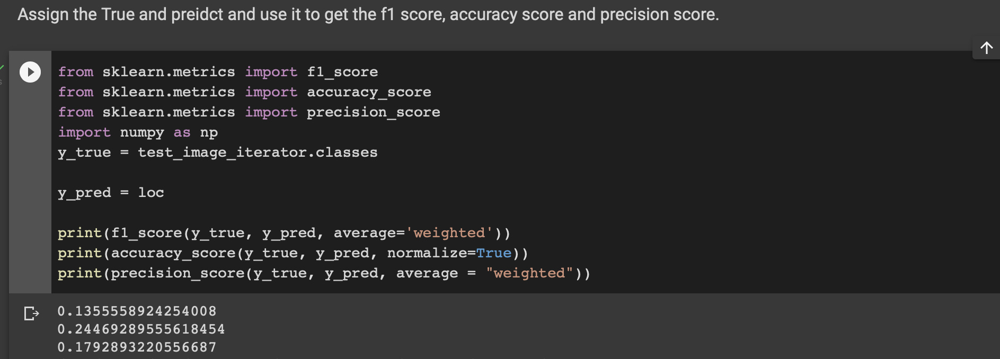 Assign the True and preidct and use it to get the f1 score, accuracy score and precision score.
from sklearn.metrics import f1_score
from sklearn.metrics import accuracy_score
from sklearn.metrics import precision_score
import numpy as np
y_true = test_image_iterator.classes
y_pred = loc
print(f1_score(y_true, y_pred, average='weighted'))
print(accuracy_score(y_true, y_pred, normalize=True))
print(precision_score(y_true, y_pred, average = "weighted"))
0.1355558924254008
0.24469289555618454
0.1792893220556687